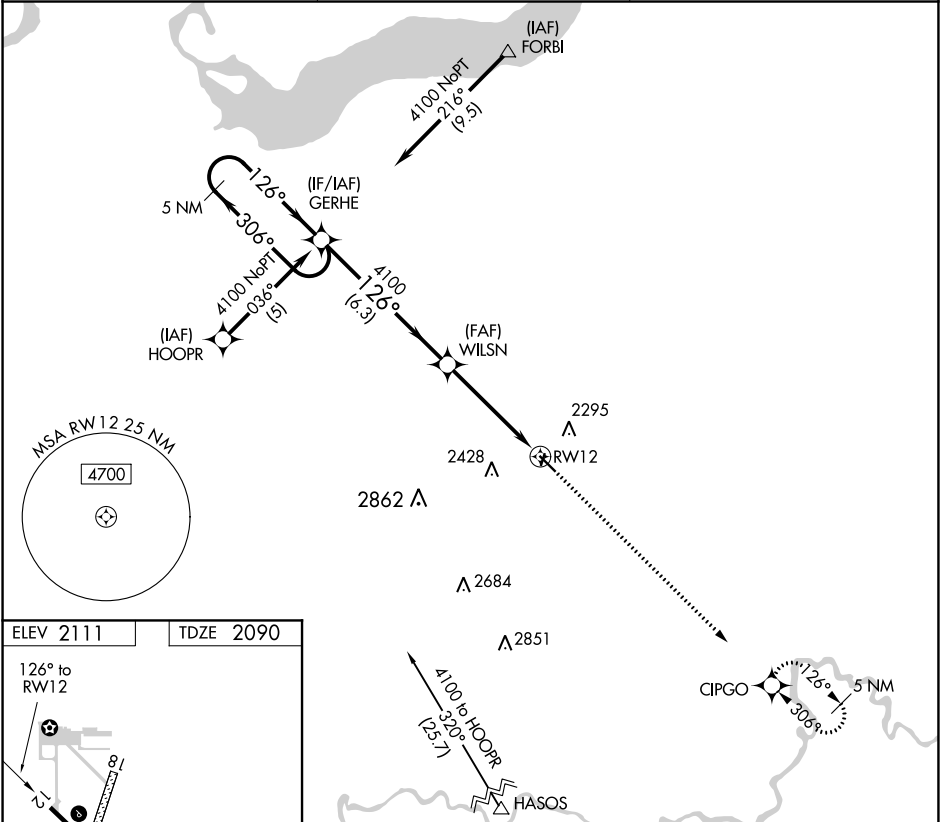 (IAF)
FORBI
4100 NoPT
216°
(9.5)
126°
(IF/IAF)
GERHE
5 NM
306°
4100 NoPT
036°
(5)
4100
126°
(6.3)
(IAF)
HOOPR
(FAF)
WILSN
2295
MSA RW12 25 NM
4700
2428
RW12
2862
2684
2851
ELEV 2111
TDZE 2090
126° to
RW12
4100 to HOOPR
320°
(25.7)
CIPGO
126°
5 NM
306°
18
12
P
HASOS